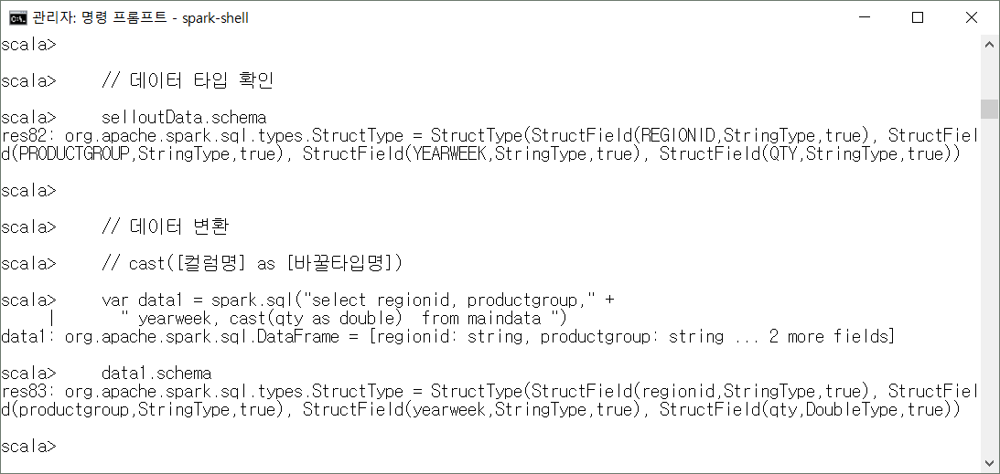 관리자: 명령 프롬프트 - spark-shell
scala>
scala>     // 데이터 타입 확인
scala>     selloutData.schema
res82: org.apache.spark.sql.types.StructType = StructType(StructField(REGIONID,StringType,true), StructFiel
d(PRODUCTGROUP,StringType,true), StructField(YEARWEEK,StringType,true), StructField(QTY,StringType,true))
scala>
scala>     // 데이터 변환
scala>     // cast([컬럼명] as [바꿀타입명])
scala>     var data1 = spark.sql("select regionid, productgroup," +
     |       " yearweek, cast(qty as double)  from maindata ")
data1: org.apache.spark.sql.DataFrame = [regionid: string, productgroup: string ... 2 more fields]
scala>     data1.schema
res83: org.apache.spark.sql.types.StructType = StructType(StructField(regionid,StringType,true), StructFiel
d(productgroup,StringType,true), StructField(yearweek,StringType,true), StructField(qty,DoubleType,true))
scala>